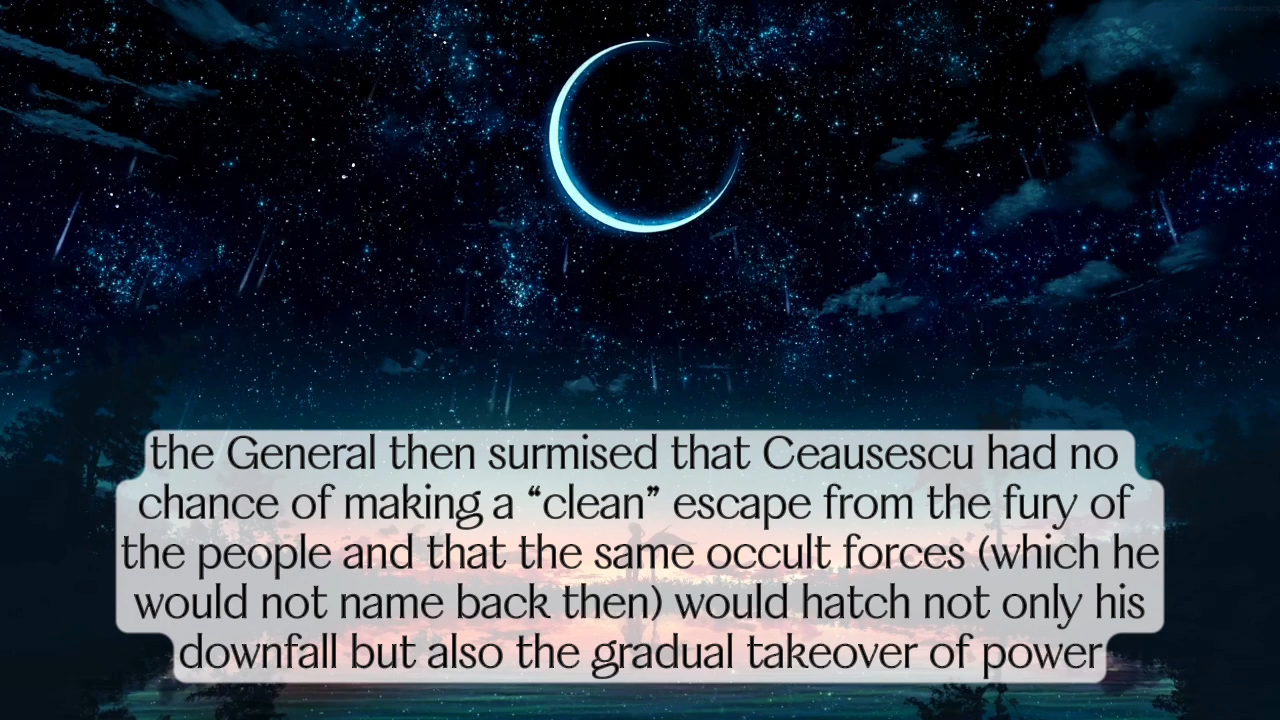 the General then surmised that Ceausescu had no
chance of making a “clean” escape from the fury of
the people and that the same occult forces (which he
would not name back then) would hatch not only his
downfall but also the gradual takeover of power